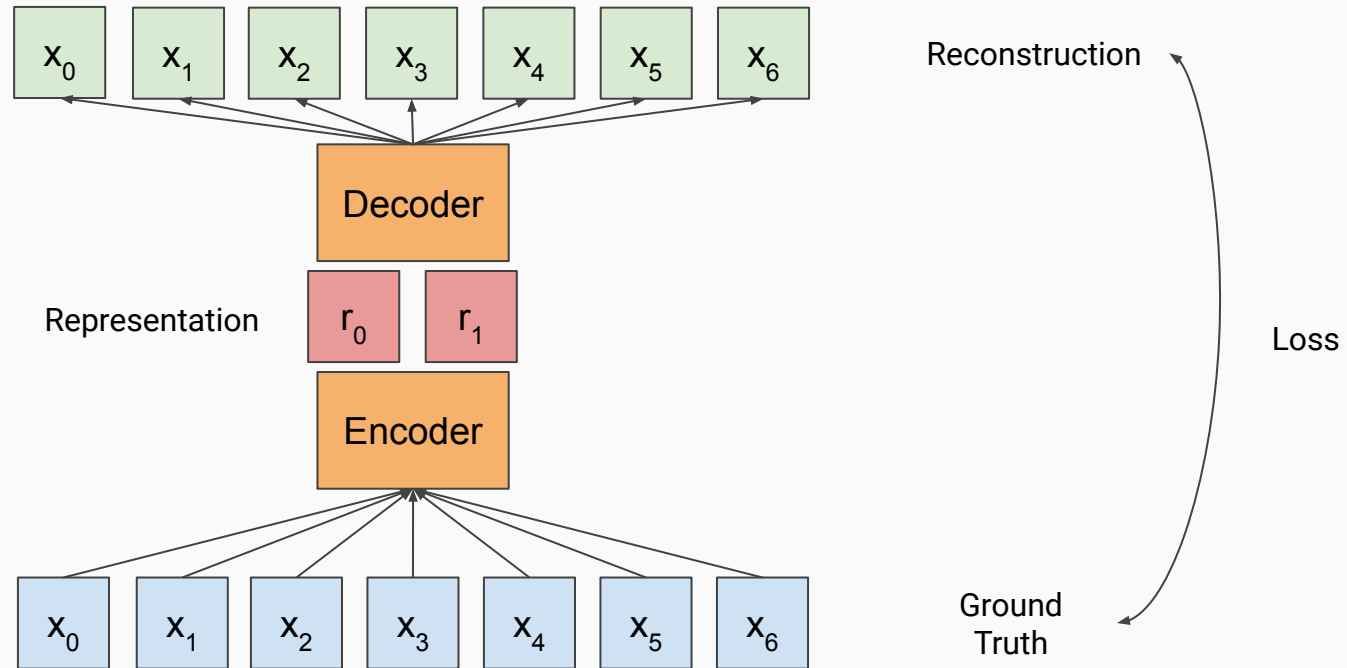 x₀ x₁ x₂ x₃ x₄ x₅ x₆ Reconstruction
Decoder
Representation r₀ r₁
Loss
Encoder
x₀ x₁ x₂ x₃ x₄ x₅ x₆
Ground
Truth